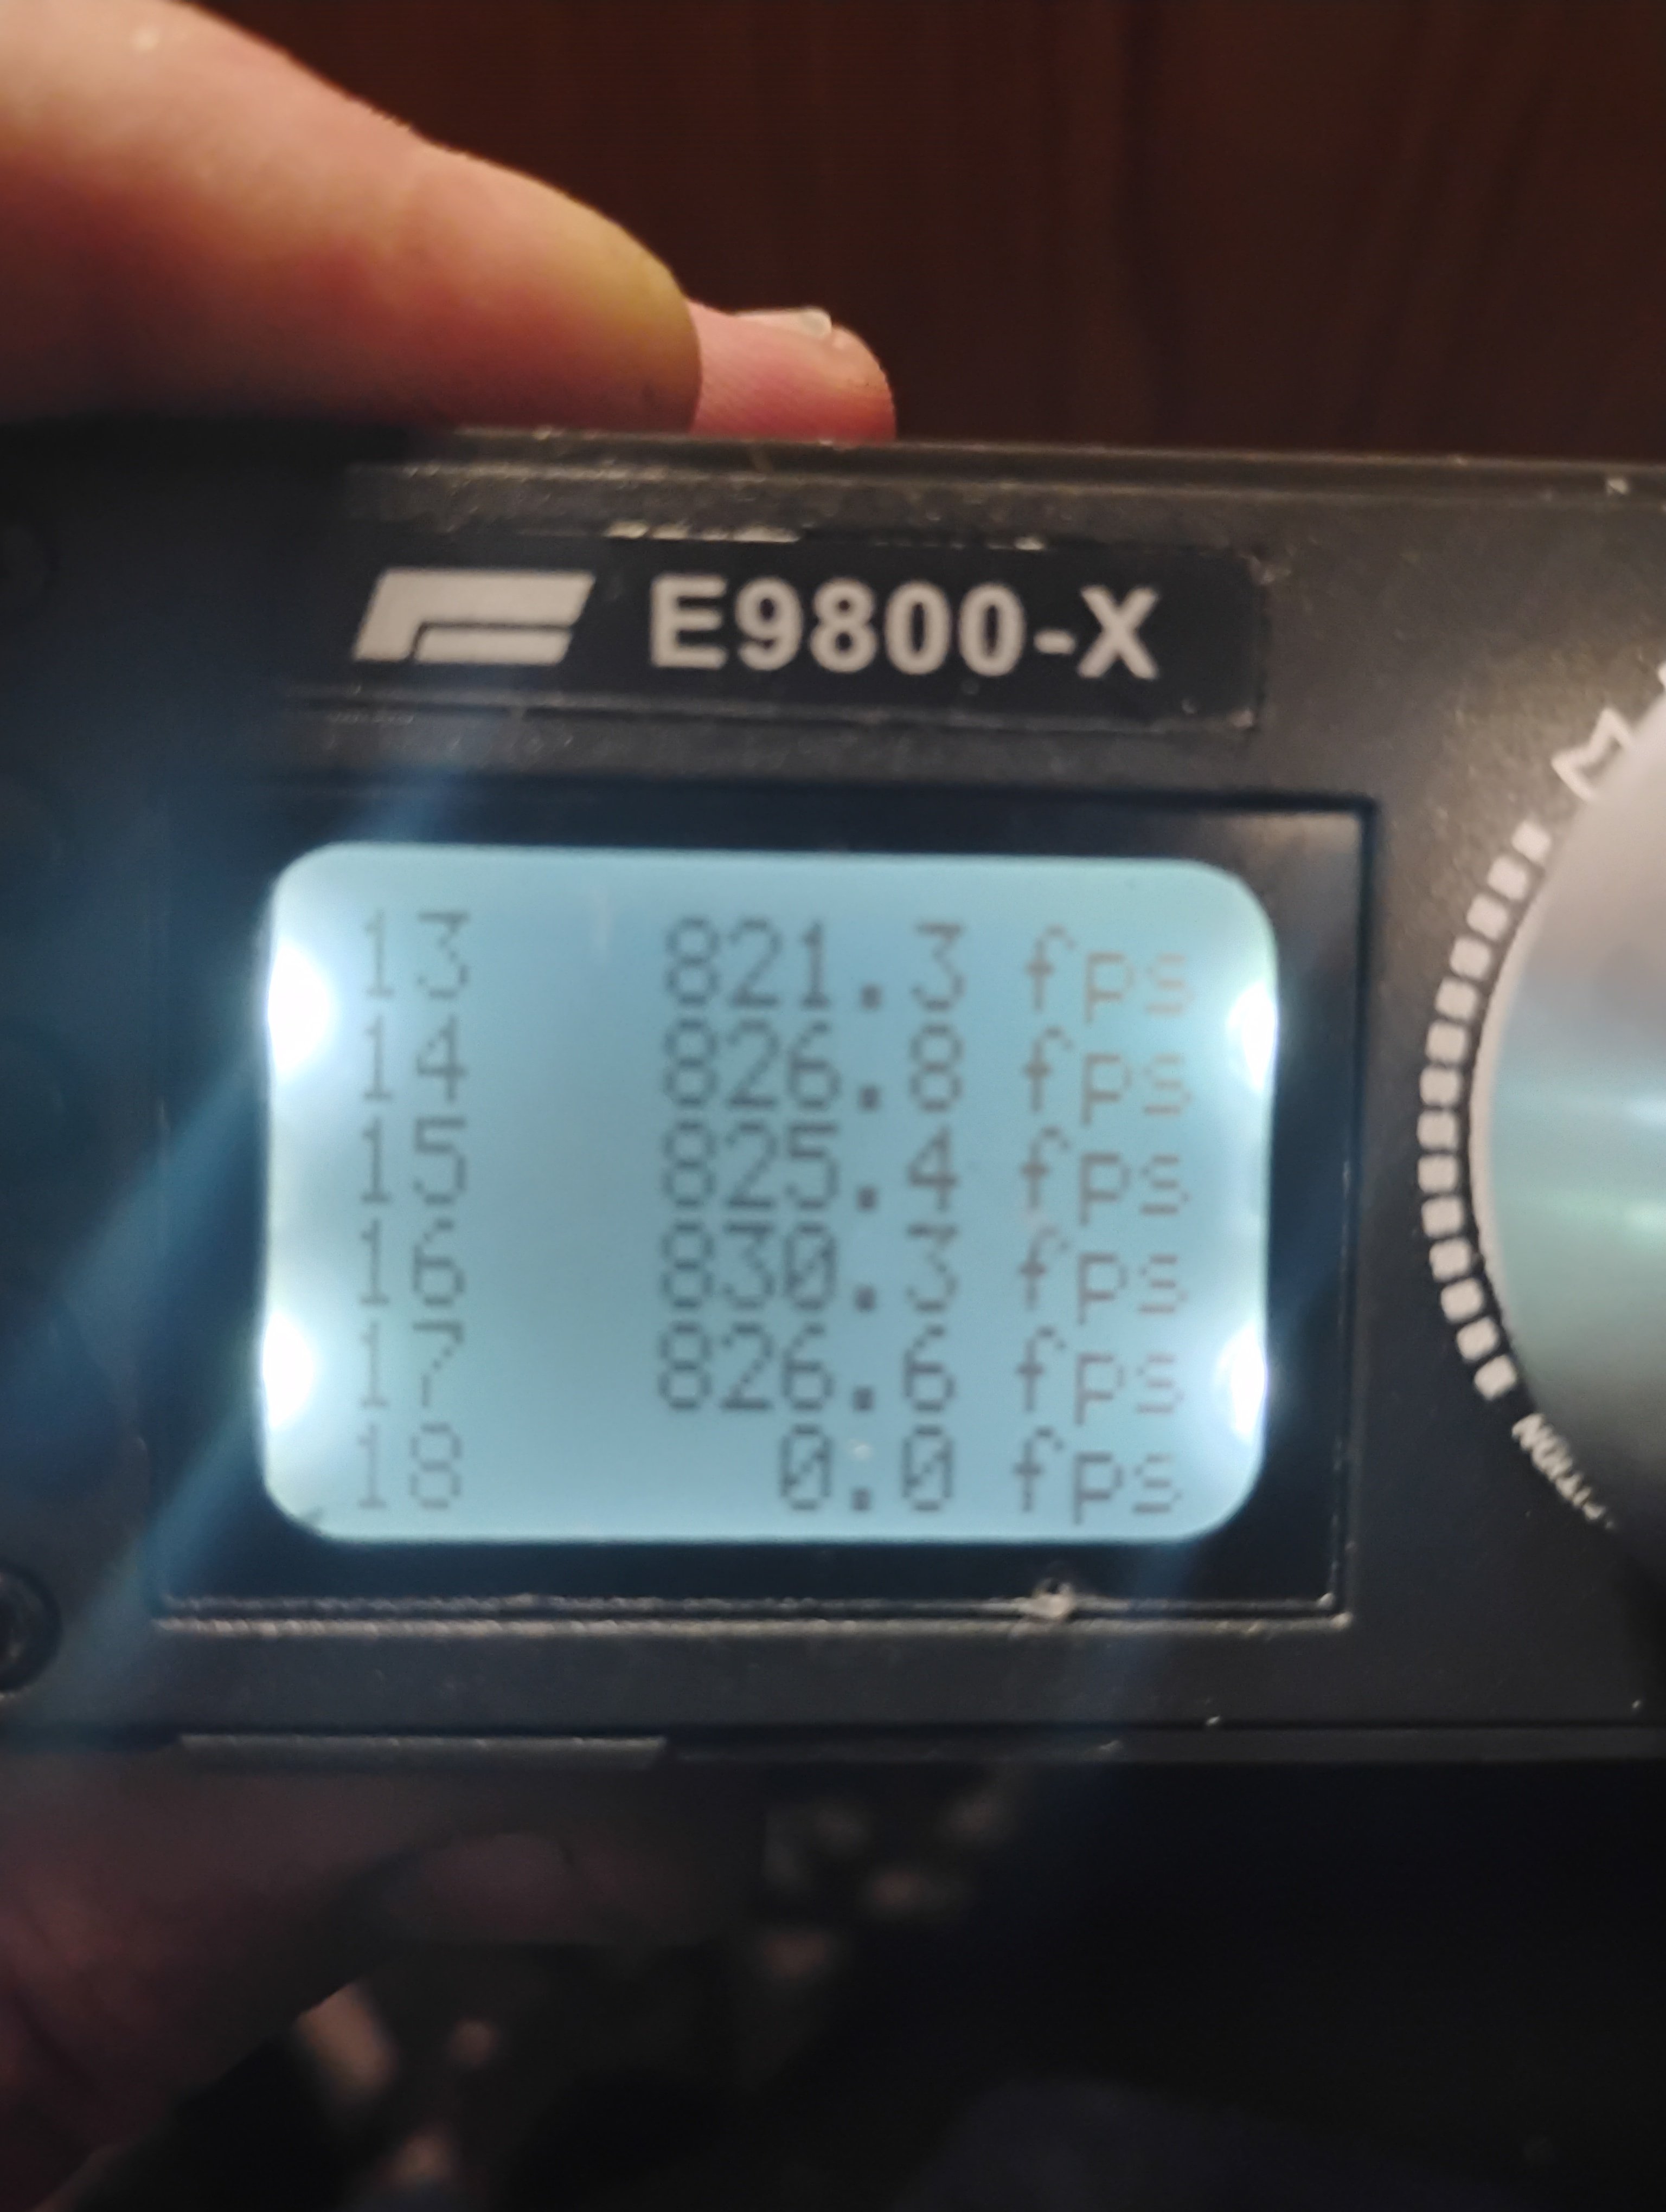 E9800-X
13 821.3 fps
14 826.8 fps
15 825.4 fps
16 830.3 fps
17 826.6 fps
18 0.0 fps